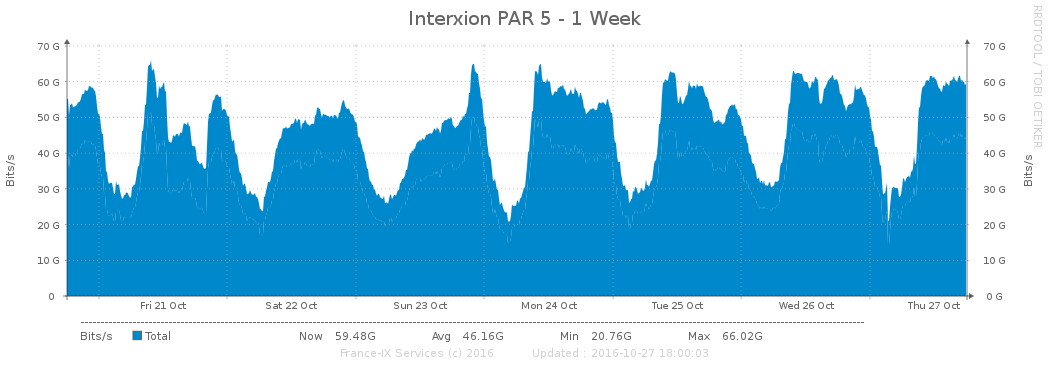 Interxion PAR 5 - 1 Week
RRDTOOL / TOBI OETIKER
Bits/s
Bits/s
70 G
70 G
60 G
60 G
50 G
50 G
40 G
40 G
30 G
30 G
20 G
20 G
10 G
10 G
0
0 G
Fri 21 Oct Sat 22 Oct Sun 23 Oct Mon 24 Oct Tue 25 Oct Wed 26 Oct Thu 27 Oct
Bits/s Total Now 59.48G Avg 46.16G Min 20.76G Max 66.02G
France-IX Services (c) 2016 Updated : 2016-10-27 18:00:03